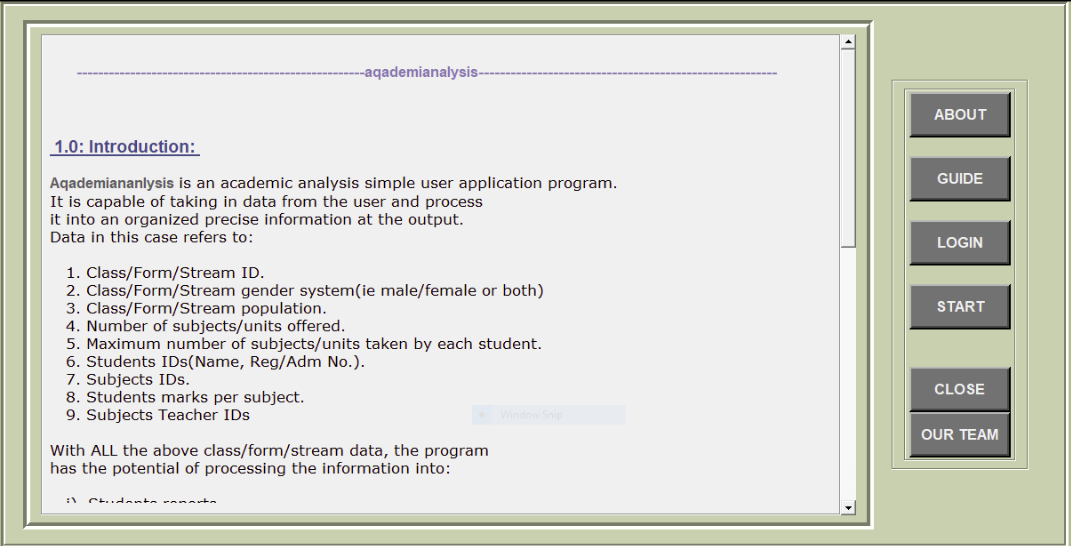 ------------------------------------------------------aqademianalysis--------------------------------------------------------
1.0: Introduction:
Aqademiananlysis is an academic analysis simple user application program.
It is capable of taking in data from the user and process
it into an organized precise information at the output.
Data in this case refers to:
1. Class/Form/Stream ID.
2. Class/Form/Stream gender system(ie male/female or both)
3. Class/Form/Stream population.
4. Number of subjects/units offered.
5. Maximum number of subjects/units taken by each student.
6. Students IDs(Name, Reg/Adm No.).
7. Subjects IDs.
8. Students marks per subject.
9. Subjects Teacher IDs
Window Snip
With ALL the above class/form/stream data, the program
has the potential of processing the information into:
i). Students reports
ABOUT
GUIDE
LOGIN
START
CLOSE
OUR TEAM